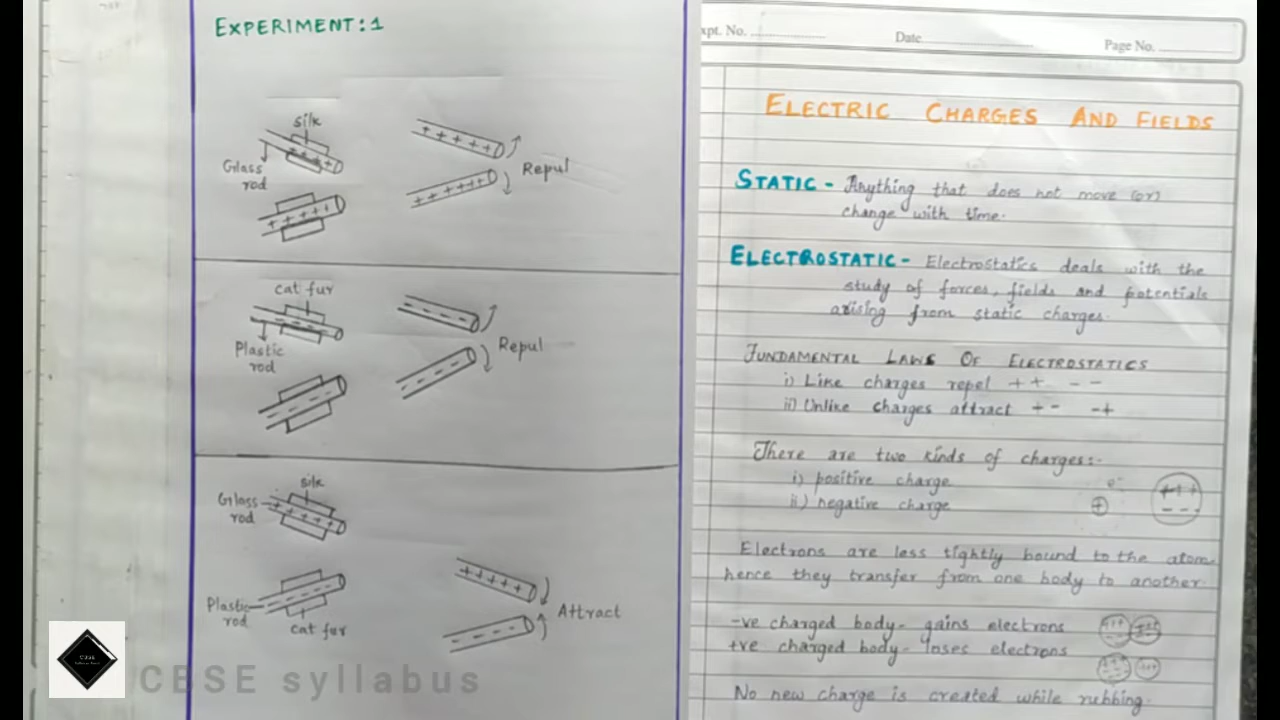 EXPERIMENT: 1
silk
Glass
rod
Repul
cat fur
Plastic
rod
Repul
silk
Glass
rod
Plastic
rod
cat fur
Attract
CBSE syllabus
xpt. No.
Date
Page No.
ELECTRIC CHARGES AND FIELDS
STATIC - Anything that does not move (or)
change with time.
ELECTROSTATIC - Electrostatics deals with the
study of forces, fields and potentials
arising from static charges.
FUNDAMENTAL LAWS OF ELECTROSTATICS
i) Like charges repel ++ --
ii) Unlike charges attract +- -+
There are two kinds of charges:-
i) positive charge
ii) negative charge
e-
Electrons are less tightly bound to the atom
hence they transfer from one body to another.
-ve charged body - gains electrons
+ve charged body - loses electrons
No new charge is created while rubbing.